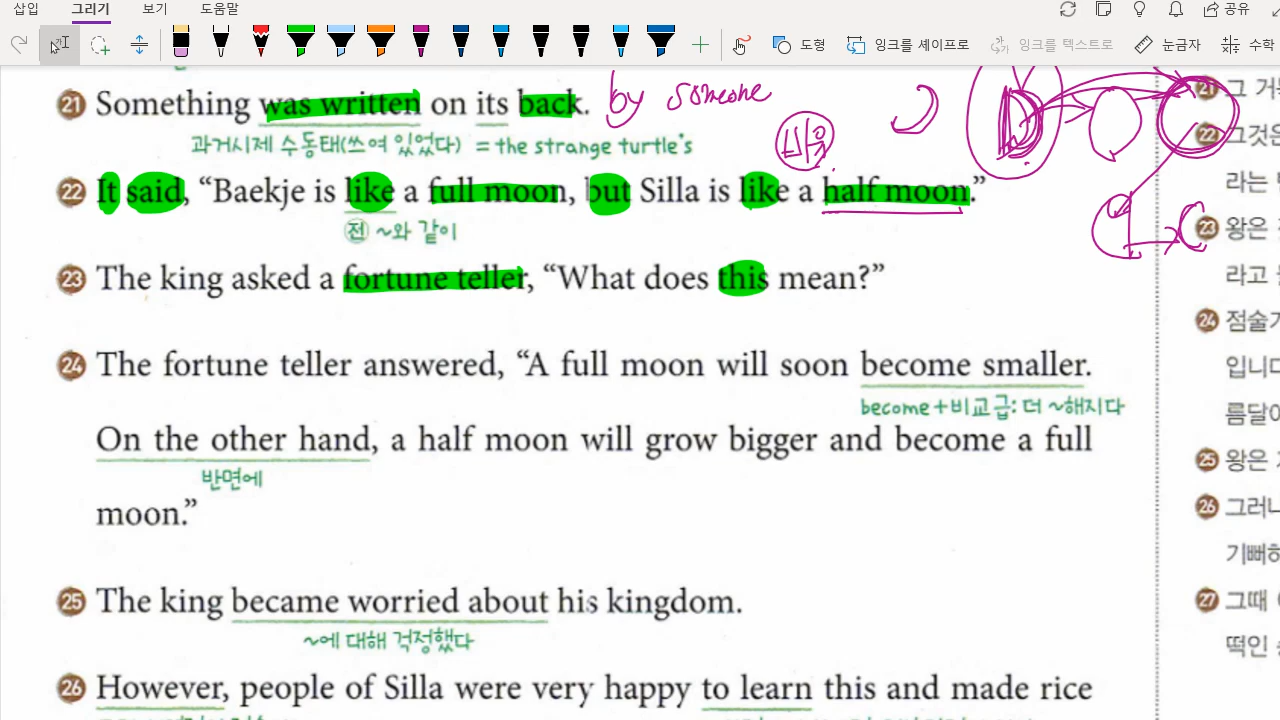 삽입 그리기 보기 도움말 공유
도형 잉크를 셰이프로 잉크를 텍스트로 눈금자 수학
21 Something was written on its back. by someone
과거시제 수동태(쓰여 있었다) = the strange turtle's
비유
22 It said, “Baekje is like a full moon, but Silla is like a half moon.”
전 ~와 같이
23 The king asked a fortune teller, “What does this mean?”
24 The fortune teller answered, “A full moon will soon become smaller.
become+비교급: 더 ~해지다
On the other hand, a half moon will grow bigger and become a full
반면에
moon.”
25 The king became worried about his kingdom.
~에 대해 걱정했다
26 However, people of Silla were very happy to learn this and made rice
21 그 거
22 그것은
라는
23 왕은
라고
24 점술가
입니다
름달이
25 왕은
26 그러나
기뻐하
27 그때
떡인